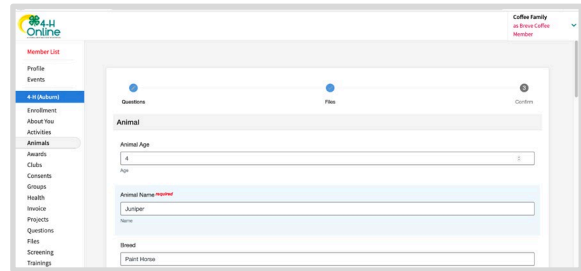 4-H
Online
Coffee Family
as Breve Coffee
Member
Member List
Profile
Events
4-H (Auburn)
Enrollment
About You
Activities
Animals
Awards
Clubs
Consents
Groups
Health
Invoice
Projects
Questions
Files
Screening
Trainings
3
Questions
Files
Confirm
Animal
Animal Age
4
Age
Animal Name required
Juniper
Name
Breed
Paint Horse